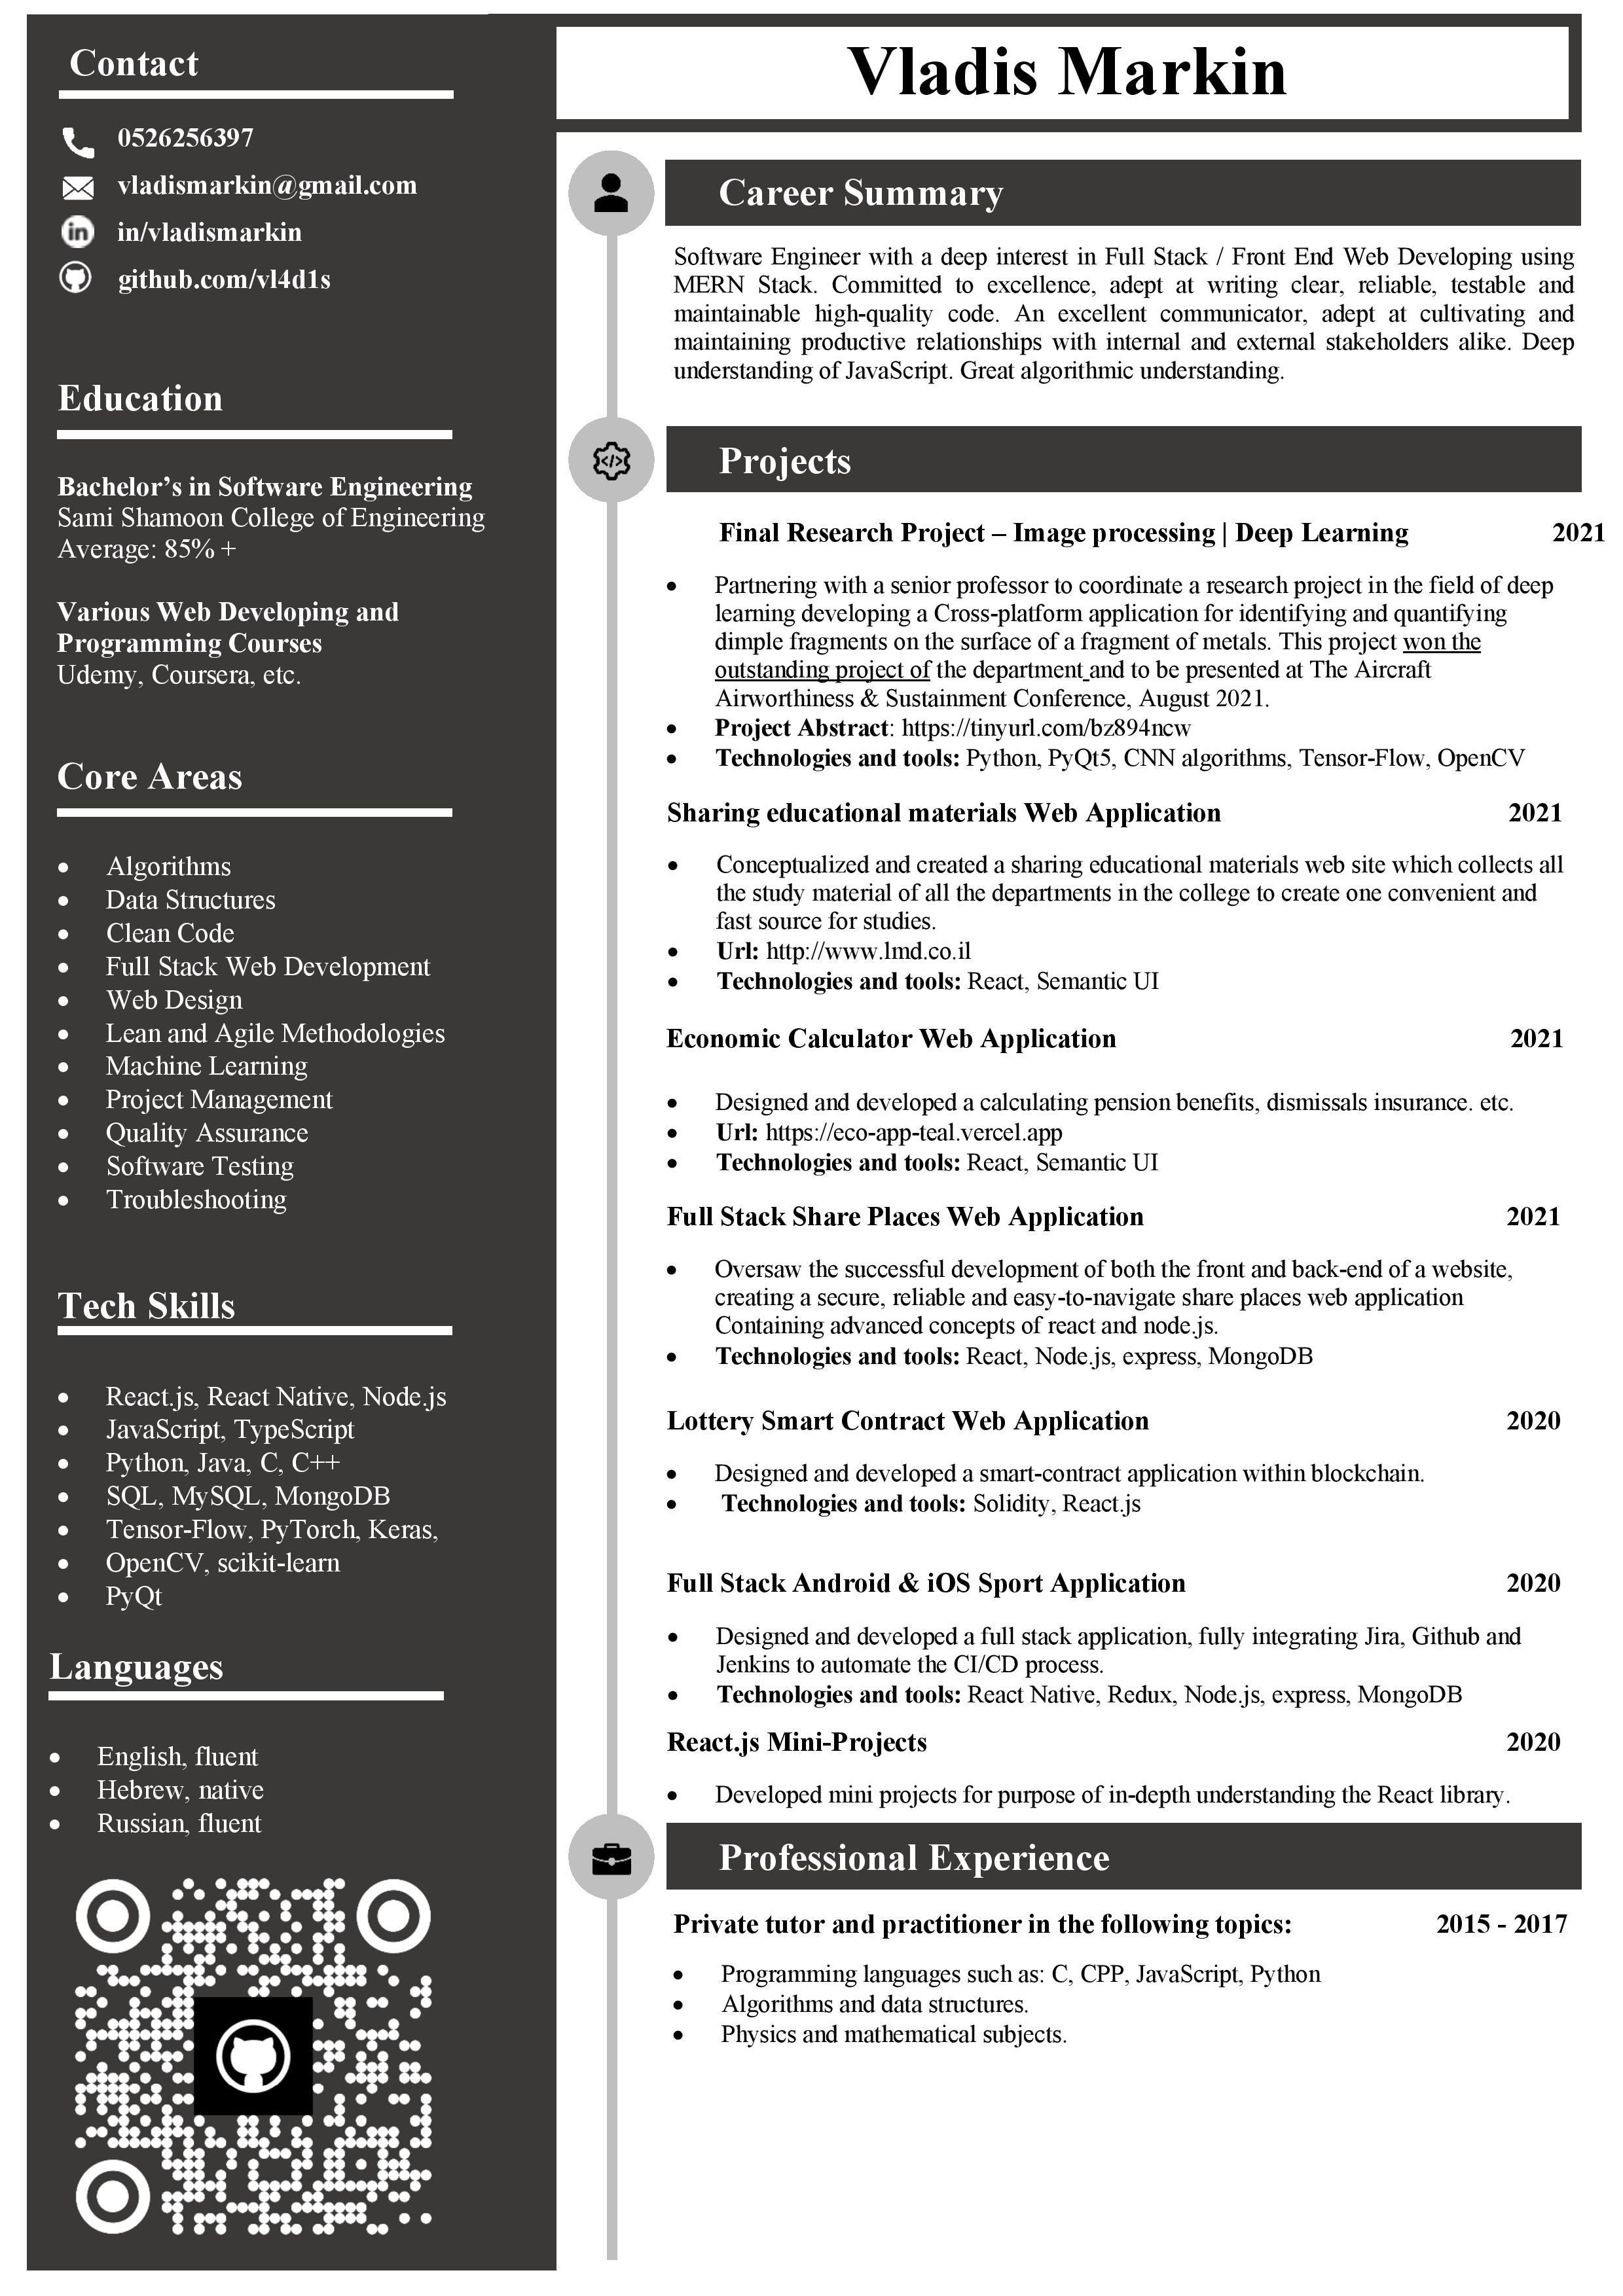 Contact
0526256397
vladismarkin@gmail.com
in/vladismarkin
github.com/vl4d1s
Education
Bachelor’s in Software Engineering
Sami Shamoon College of Engineering
Average: 85% +
Various Web Developing and
Programming Courses
Udemy, Coursera, etc.
Core Areas
• Algorithms
• Data Structures
• Clean Code
• Full Stack Web Development
• Web Design
• Lean and Agile Methodologies
• Machine Learning
• Project Management
• Quality Assurance
• Software Testing
• Troubleshooting
Tech Skills
• React.js, React Native, Node.js
• JavaScript, TypeScript
• Python, Java, C, C++
• SQL, MySQL, MongoDB
• Tensor-Flow, PyTorch, Keras,
• OpenCV, scikit-learn
• PyQt
Languages
• English, fluent
• Hebrew, native
• Russian, fluent
Vladis Markin
Career Summary
Software Engineer with a deep interest in Full Stack / Front End Web Developing using
MERN Stack. Committed to excellence, adept at writing clear, reliable, testable and
maintainable high-quality code. An excellent communicator, adept at cultivating and
maintaining productive relationships with internal and external stakeholders alike. Deep
understanding of JavaScript. Great algorithmic understanding.
Projects
Final Research Project – Image processing | Deep Learning 2021
• Partnering with a senior professor to coordinate a research project in the field of deep
learning developing a Cross-platform application for identifying and quantifying
dimple fragments on the surface of a fragment of metals. This project won the
outstanding project of the department and to be presented at The Aircraft
Airworthiness & Sustainment Conference, August 2021.
• Project Abstract: https://tinyurl.com/bz894ncw
• Technologies and tools: Python, PyQt5, CNN algorithms, Tensor-Flow, OpenCV
Sharing educational materials Web Application 2021
• Conceptualized and created a sharing educational materials web site which collects all
the study material of all the departments in the college to create one convenient and
fast source for studies.
• Url: http://www.lmd.co.il
• Technologies and tools: React, Semantic UI
Economic Calculator Web Application 2021
• Designed and developed a calculating pension benefits, dismissals insurance. etc.
• Url: https://eco-app-teal.vercel.app
• Technologies and tools: React, Semantic UI
Full Stack Share Places Web Application 2021
• Oversaw the successful development of both the front and back-end of a website,
creating a secure, reliable and easy-to-navigate share places web application
Containing advanced concepts of react and node.js.
• Technologies and tools: React, Node.js, express, MongoDB
Lottery Smart Contract Web Application 2020
• Designed and developed a smart-contract application within blockchain.
• Technologies and tools: Solidity, React.js
Full Stack Android & iOS Sport Application 2020
• Designed and developed a full stack application, fully integrating Jira, Github and
Jenkins to automate the CI/CD process.
• Technologies and tools: React Native, Redux, Node.js, express, MongoDB
React.js Mini-Projects 2020
• Developed mini projects for purpose of in-depth understanding the React library.
Professional Experience
Private tutor and practitioner in the following topics: 2015 - 2017
• Programming languages such as: C, CPP, JavaScript, Python
• Algorithms and data structures.
• Physics and mathematical subjects.